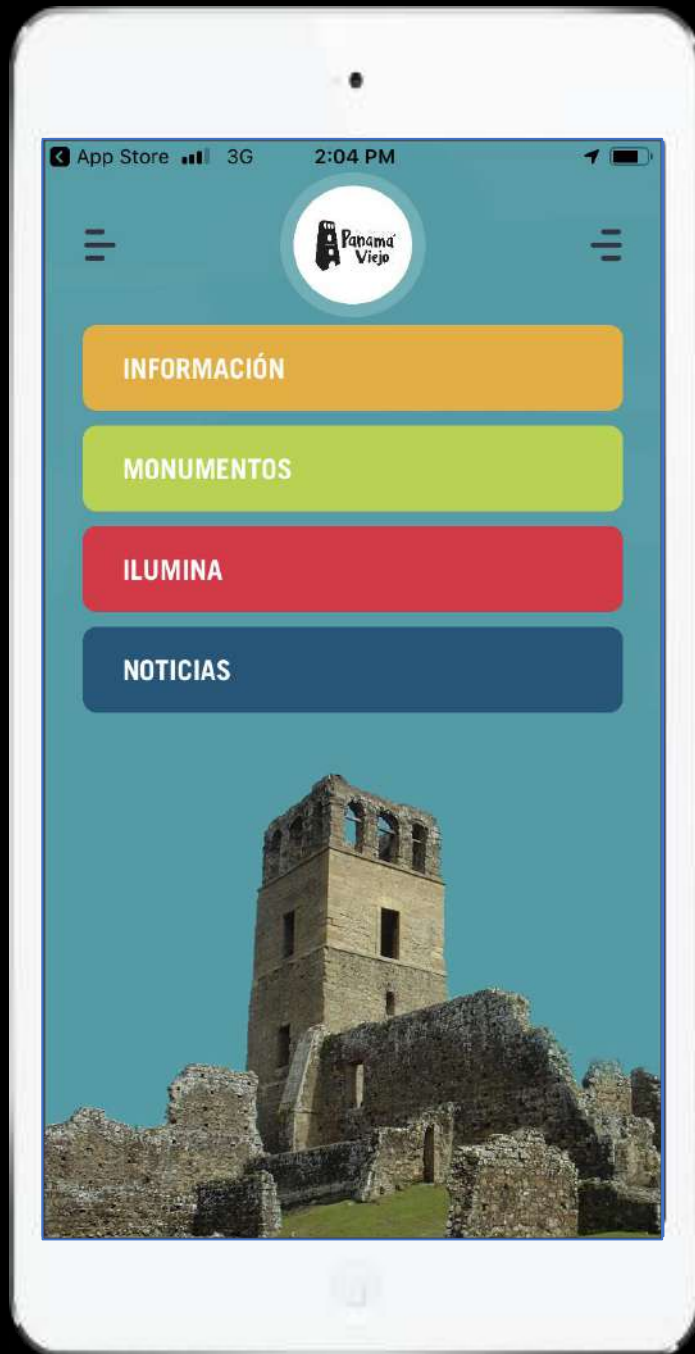 App Store 3G 2:04 PM
Panamá
Viejo
INFORMACIÓN
MONUMENTOS
ILUMINA
NOTICIAS